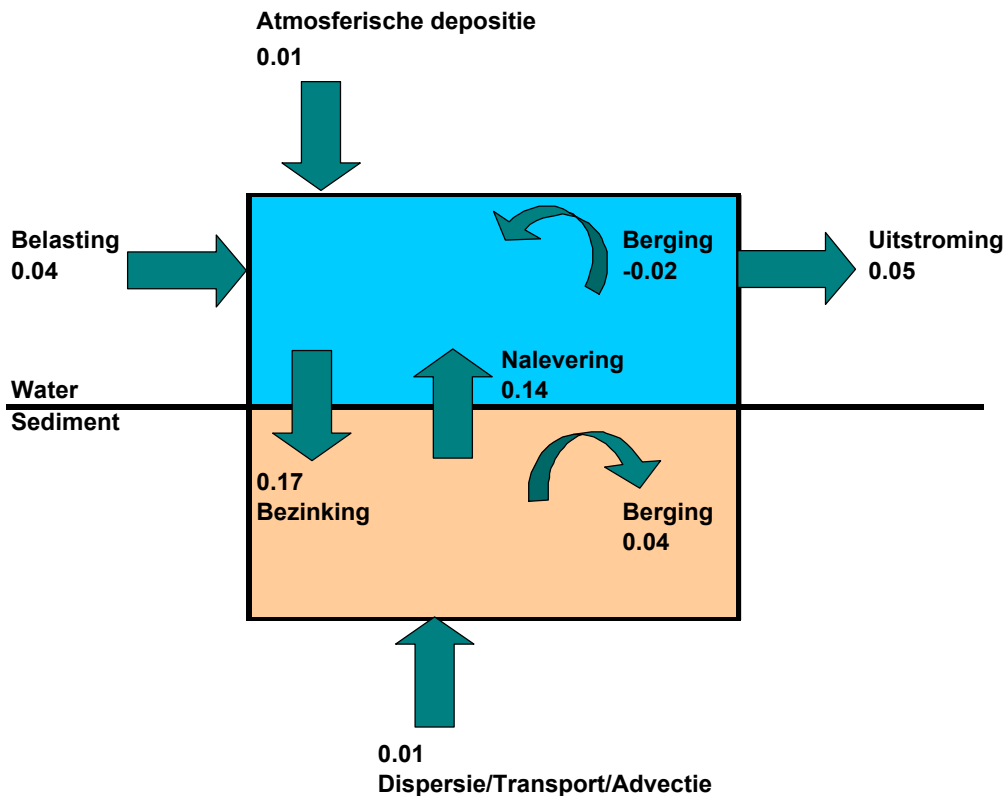 Atmosferische depositie
0.01
Belasting
0.04
Berging
-0.02
Uitstroming
0.05
Nalevering
0.14
Water
Sediment
0.17
Bezinking
Berging
0.04
0.01
Dispersie/Transport/Advectie